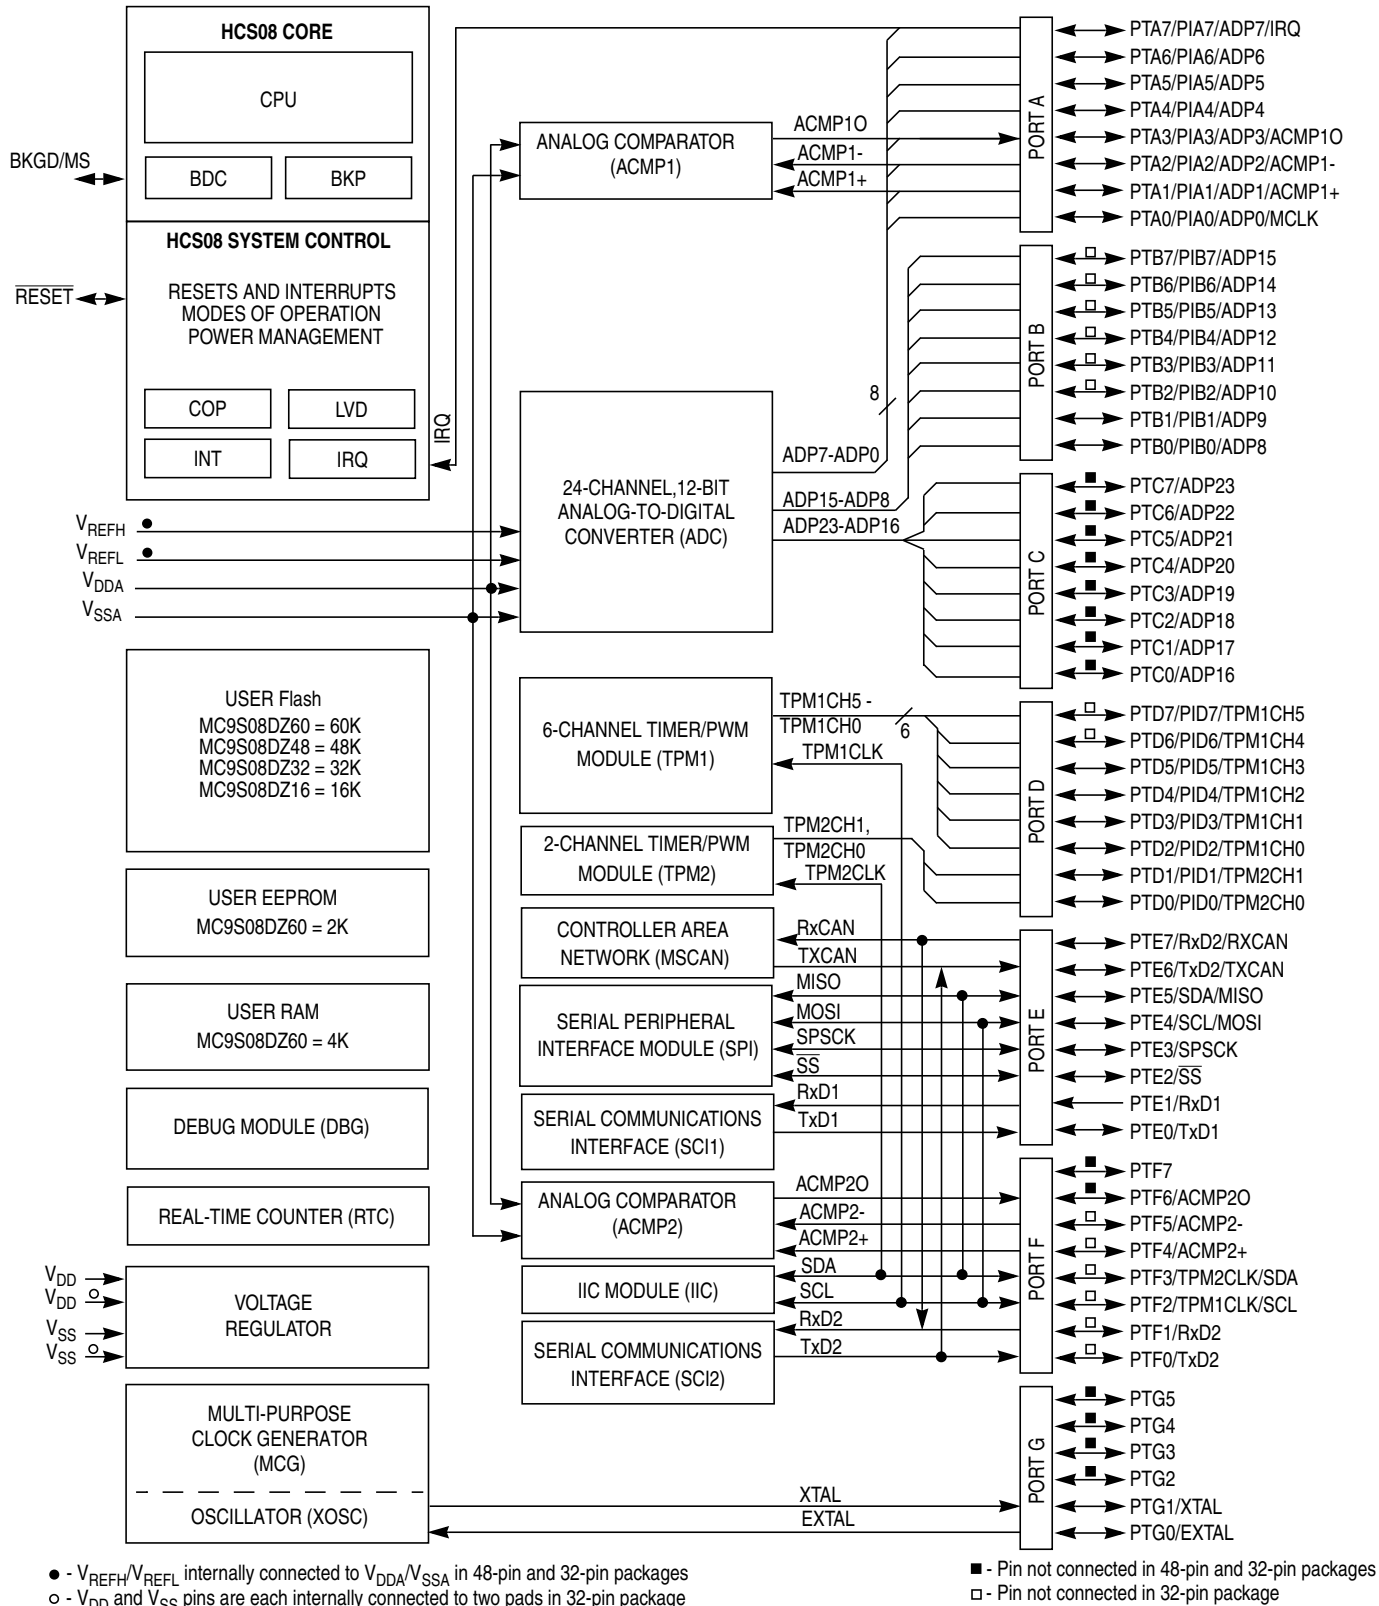 HCS08 CORE
CPU
BDC
BKP
BKGD/MS
HCS08 SYSTEM CONTROL
RESETS AND INTERRUPTS
MODES OF OPERATION
POWER MANAGEMENT
RESET
COP
LVD
INT
IRQ
IRQ
VREFH
VREFL
VDDA
VSSA
USER Flash
MC9S08DZ60 = 60K
MC9S08DZ48 = 48K
MC9S08DZ32 = 32K
MC9S08DZ16 = 16K
USER EEPROM
MC9S08DZ60 = 2K
USER RAM
MC9S08DZ60 = 4K
DEBUG MODULE (DBG)
REAL-TIME COUNTER (RTC)
VDD
VDD
VSS
VSS
VOLTAGE
REGULATOR
MULTI-PURPOSE
CLOCK GENERATOR
(MCG)
OSCILLATOR (XOSC)
ANALOG COMPARATOR
(ACMP1)
ACMP1O
ACMP1-
ACMP1+
24-CHANNEL,12-BIT
ANALOG-TO-DIGITAL
CONVERTER (ADC)
8
ADP7-ADP0
ADP15-ADP8
ADP23-ADP16
6-CHANNEL TIMER/PWM
MODULE (TPM1)
TPM1CH5 -
TPM1CH0
6
TPM1CLK
2-CHANNEL TIMER/PWM
MODULE (TPM2)
TPM2CH1,
TPM2CH0
TPM2CLK
CONTROLLER AREA
NETWORK (MSCAN)
RxCAN
TXCAN
SERIAL PERIPHERAL
INTERFACE MODULE (SPI)
MISO
MOSI
SPSCK
SS
SERIAL COMMUNICATIONS
INTERFACE (SCI1)
RxD1
TxD1
ANALOG COMPARATOR
(ACMP2)
ACMP2O
ACMP2-
ACMP2+
IIC MODULE (IIC)
SDA
SCL
SERIAL COMMUNICATIONS
INTERFACE (SCI2)
RxD2
TxD2
XTAL
EXTAL
PORT A
PTA7/PIA7/ADP7/IRQ
PTA6/PIA6/ADP6
PTA5/PIA5/ADP5
PTA4/PIA4/ADP4
PTA3/PIA3/ADP3/ACMP1O
PTA2/PIA2/ADP2/ACMP1-
PTA1/PIA1/ADP1/ACMP1+
PTA0/PIA0/ADP0/MCLK
PORT B
PTB7/PIB7/ADP15
PTB6/PIB6/ADP14
PTB5/PIB5/ADP13
PTB4/PIB4/ADP12
PTB3/PIB3/ADP11
PTB2/PIB2/ADP10
PTB1/PIB1/ADP9
PTB0/PIB0/ADP8
PORT C
PTC7/ADP23
PTC6/ADP22
PTC5/ADP21
PTC4/ADP20
PTC3/ADP19
PTC2/ADP18
PTC1/ADP17
PTC0/ADP16
PORT D
PTD7/PID7/TPM1CH5
PTD6/PID6/TPM1CH4
PTD5/PID5/TPM1CH3
PTD4/PID4/TPM1CH2
PTD3/PID3/TPM1CH1
PTD2/PID2/TPM1CH0
PTD1/PID1/TPM2CH1
PTD0/PID0/TPM2CH0
PORT E
PTE7/RxD2/RXCAN
PTE6/TxD2/TXCAN
PTE5/SDA/MISO
PTE4/SCL/MOSI
PTE3/SPSCK
PTE2/SS
PTE1/RxD1
PTE0/TxD1
PORT F
PTF7
PTF6/ACMP2O
PTF5/ACMP2-
PTF4/ACMP2+
PTF3/TPM2CLK/SDA
PTF2/TPM1CLK/SCL
PTF1/RxD2
PTF0/TxD2
PORT G
PTG5
PTG4
PTG3
PTG2
PTG1/XTAL
PTG0/EXTAL
● - VREFH/VREFL internally connected to VDDA/VSSA in 48-pin and 32-pin packages
○ - VDD and VSS pins are each internally connected to two pads in 32-pin package
■ - Pin not connected in 48-pin and 32-pin packages
□ - Pin not connected in 32-pin package